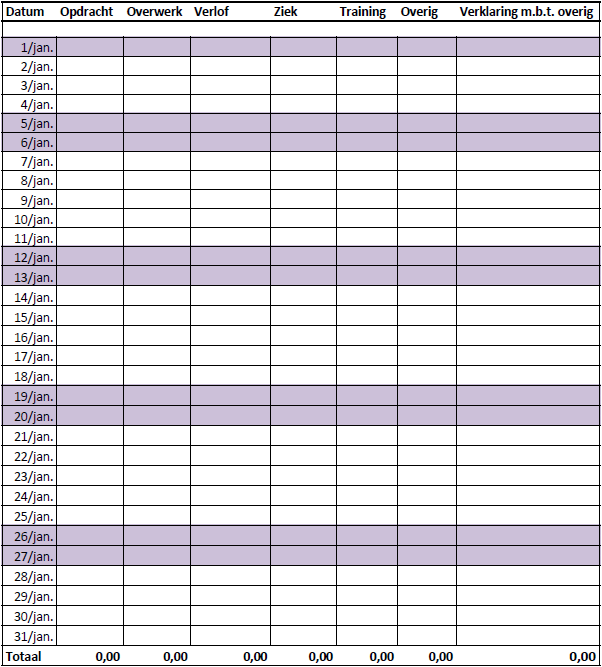 Datum Opdracht Overwerk Verlof Ziek Training Overig Verklaring m.b.t. overig
1/jan.
2/jan.
3/jan.
4/jan.
5/jan.
6/jan.
7/jan.
8/jan.
9/jan.
10/jan.
11/jan.
12/jan.
13/jan.
14/jan.
15/jan.
16/jan.
17/jan.
18/jan.
19/jan.
20/jan.
21/jan.
22/jan.
23/jan.
24/jan.
25/jan.
26/jan.
27/jan.
28/jan.
29/jan.
30/jan.
31/jan.
Totaal 0,00 0,00 0,00 0,00 0,00 0,00 0,00